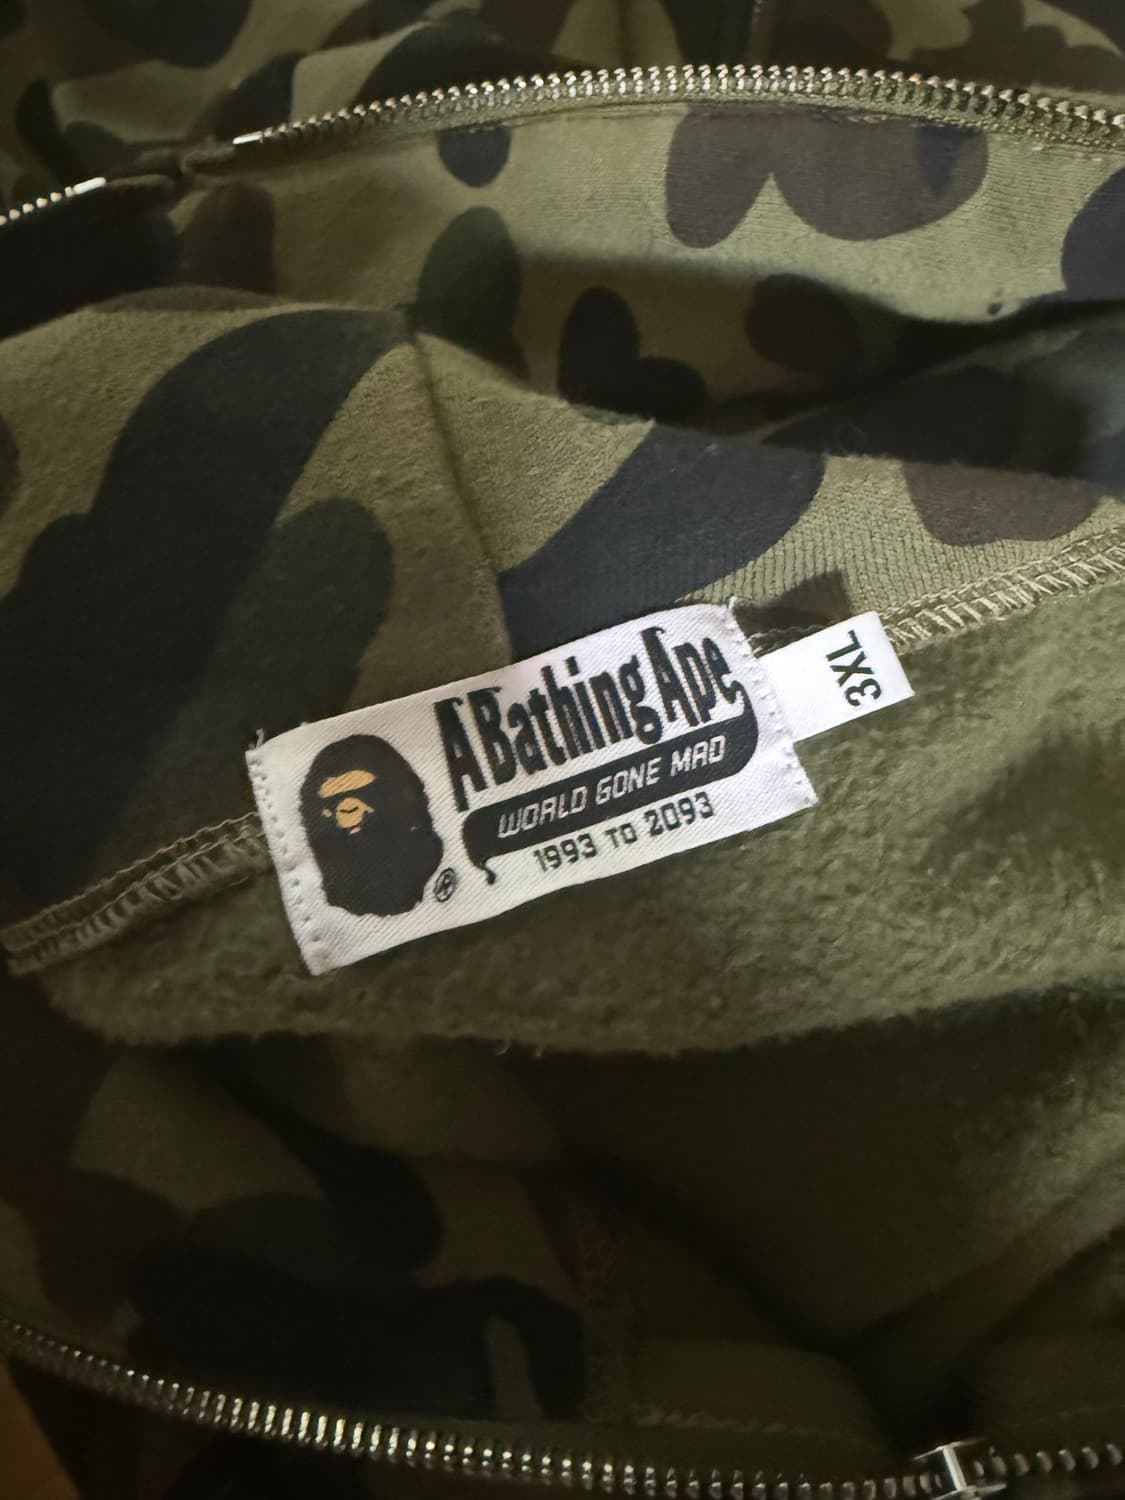 A Bathing Ape
WORLD GONE MAD
1993 TO 2093
®
3XL